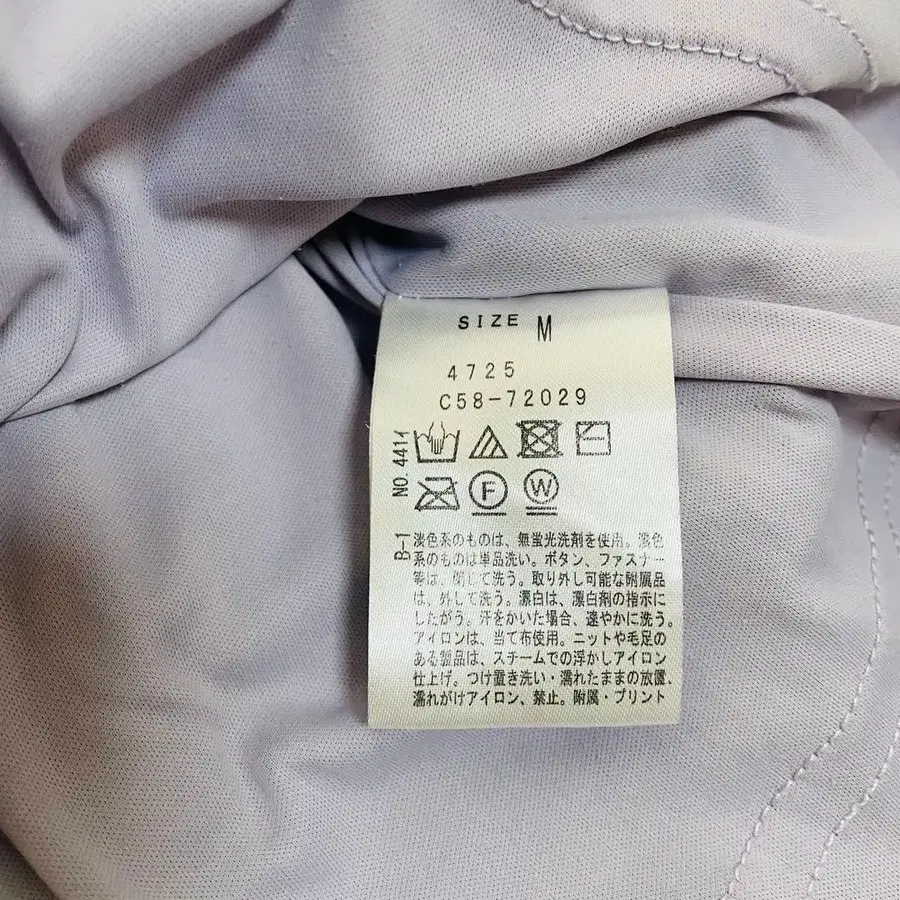 SIZE M
4725
C58-72029
NO.4414
F W
B-1
淡色系のものは、無蛍光洗剤を使用。濃色
系のものは単品洗い。ボタン、ファスナー
等は、閉じて洗う。取り外し可能な附属品
は、外して洗う。漂白は、漂白剤の指示に
したがう。汗をかいた場合、速やかに洗う。
アイロンは、当て布使用。ニットや毛足の
ある製品は、スチームでの浮かしアイロン
仕上げ。つけ置き洗い・濡れたままの放置、
濡れがけアイロン、禁止。附属・プリント